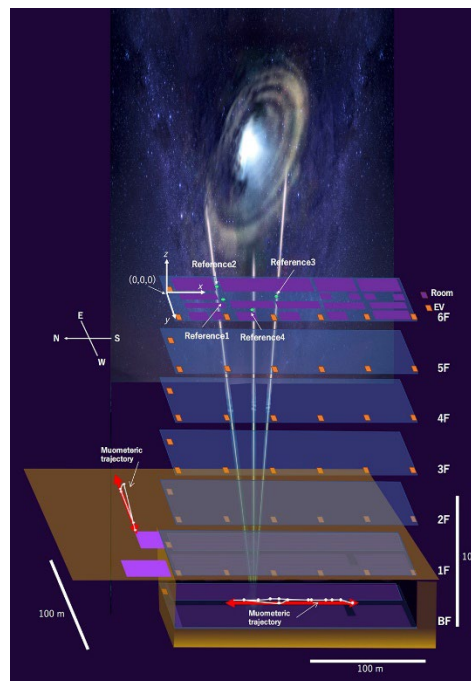 Reference3
z
Reference2
(0,0,0)
x
Room
EV
y
Reference1
Reference4
6F
E
N
S
W
5F
4F
3F
Muometric
trajectory
2F
1F
100 m
Muometric
trajectory
BF
100 m